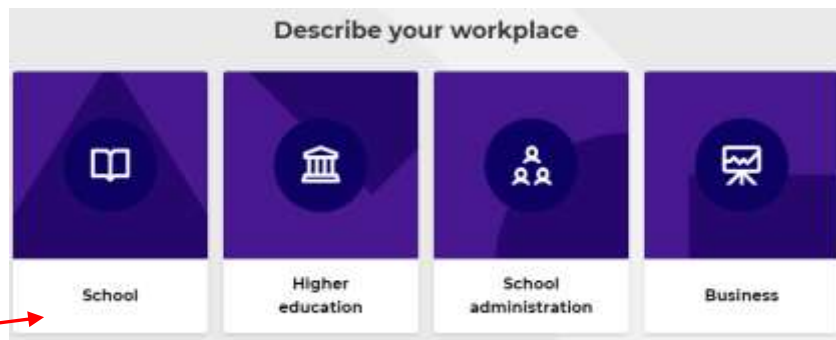 Describe your workplace
School
Higher
education
School
administration
Business